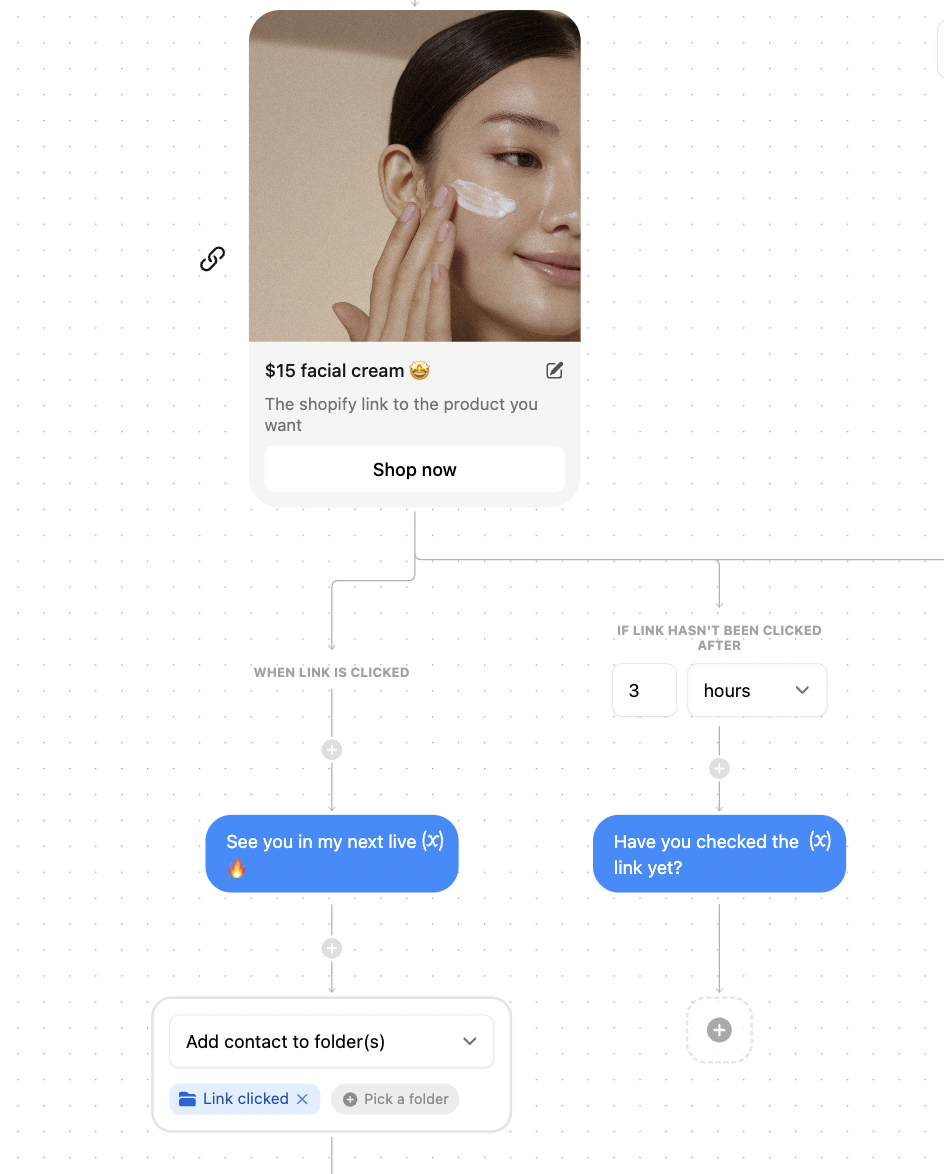 $15 facial cream 🤩
The shopify link to the product you
want
Shop now
WHEN LINK IS CLICKED
IF LINK HASN'T BEEN CLICKED
AFTER
3
hours
See you in my next live (x)
🔥
Have you checked the (x)
link yet?
Add contact to folder(s)
Link clicked ×
Pick a folder